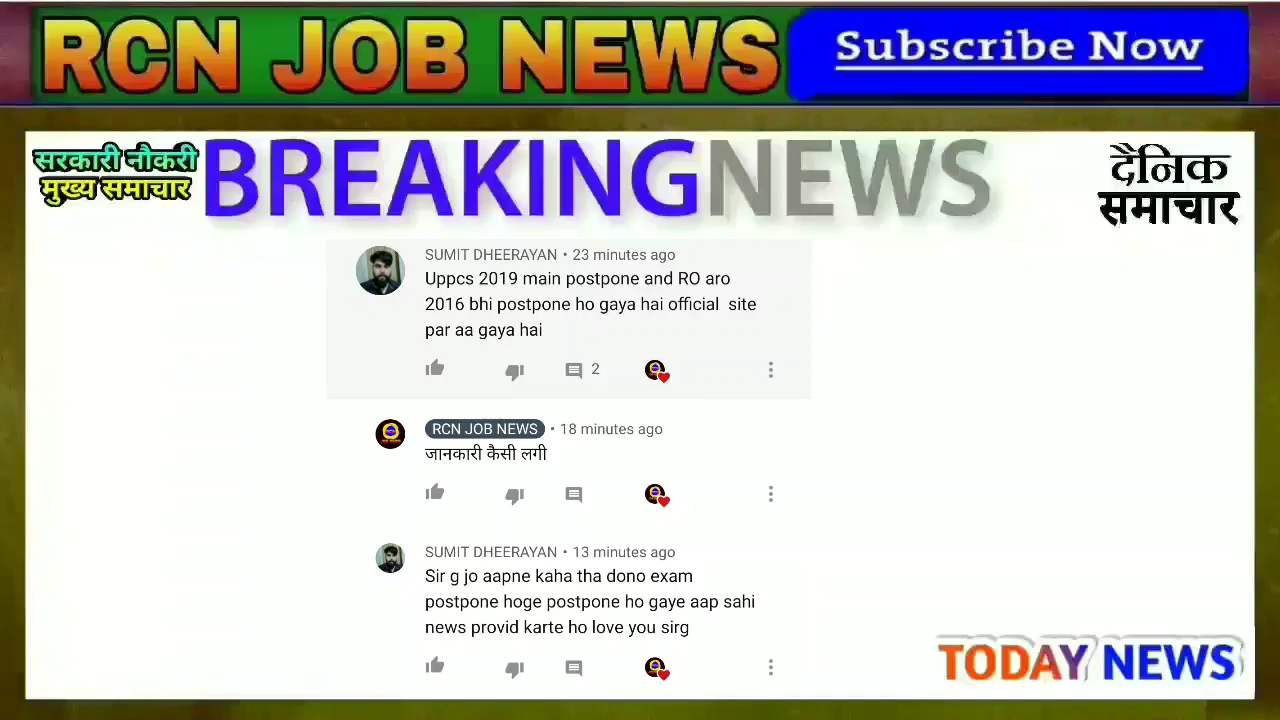 RCN JOB NEWS
Subscribe Now
सरकारी नौकरी
मुख्य समाचार
BREAKINGNEWS
दैनिक
समाचार
SUMIT DHEERAYAN • 23 minutes ago
Uppcs 2019 main postpone and RO aro
2016 bhi postpone ho gaya hai official site
par aa gaya hai
2
RCN JOB NEWS • 18 minutes ago
जानकारी कैसी लगी
SUMIT DHEERAYAN • 13 minutes ago
Sir g jo aapne kaha tha dono exam
postpone hoge postpone ho gaye aap sahi
news provid karte ho love you sirg
TODAY NEWS